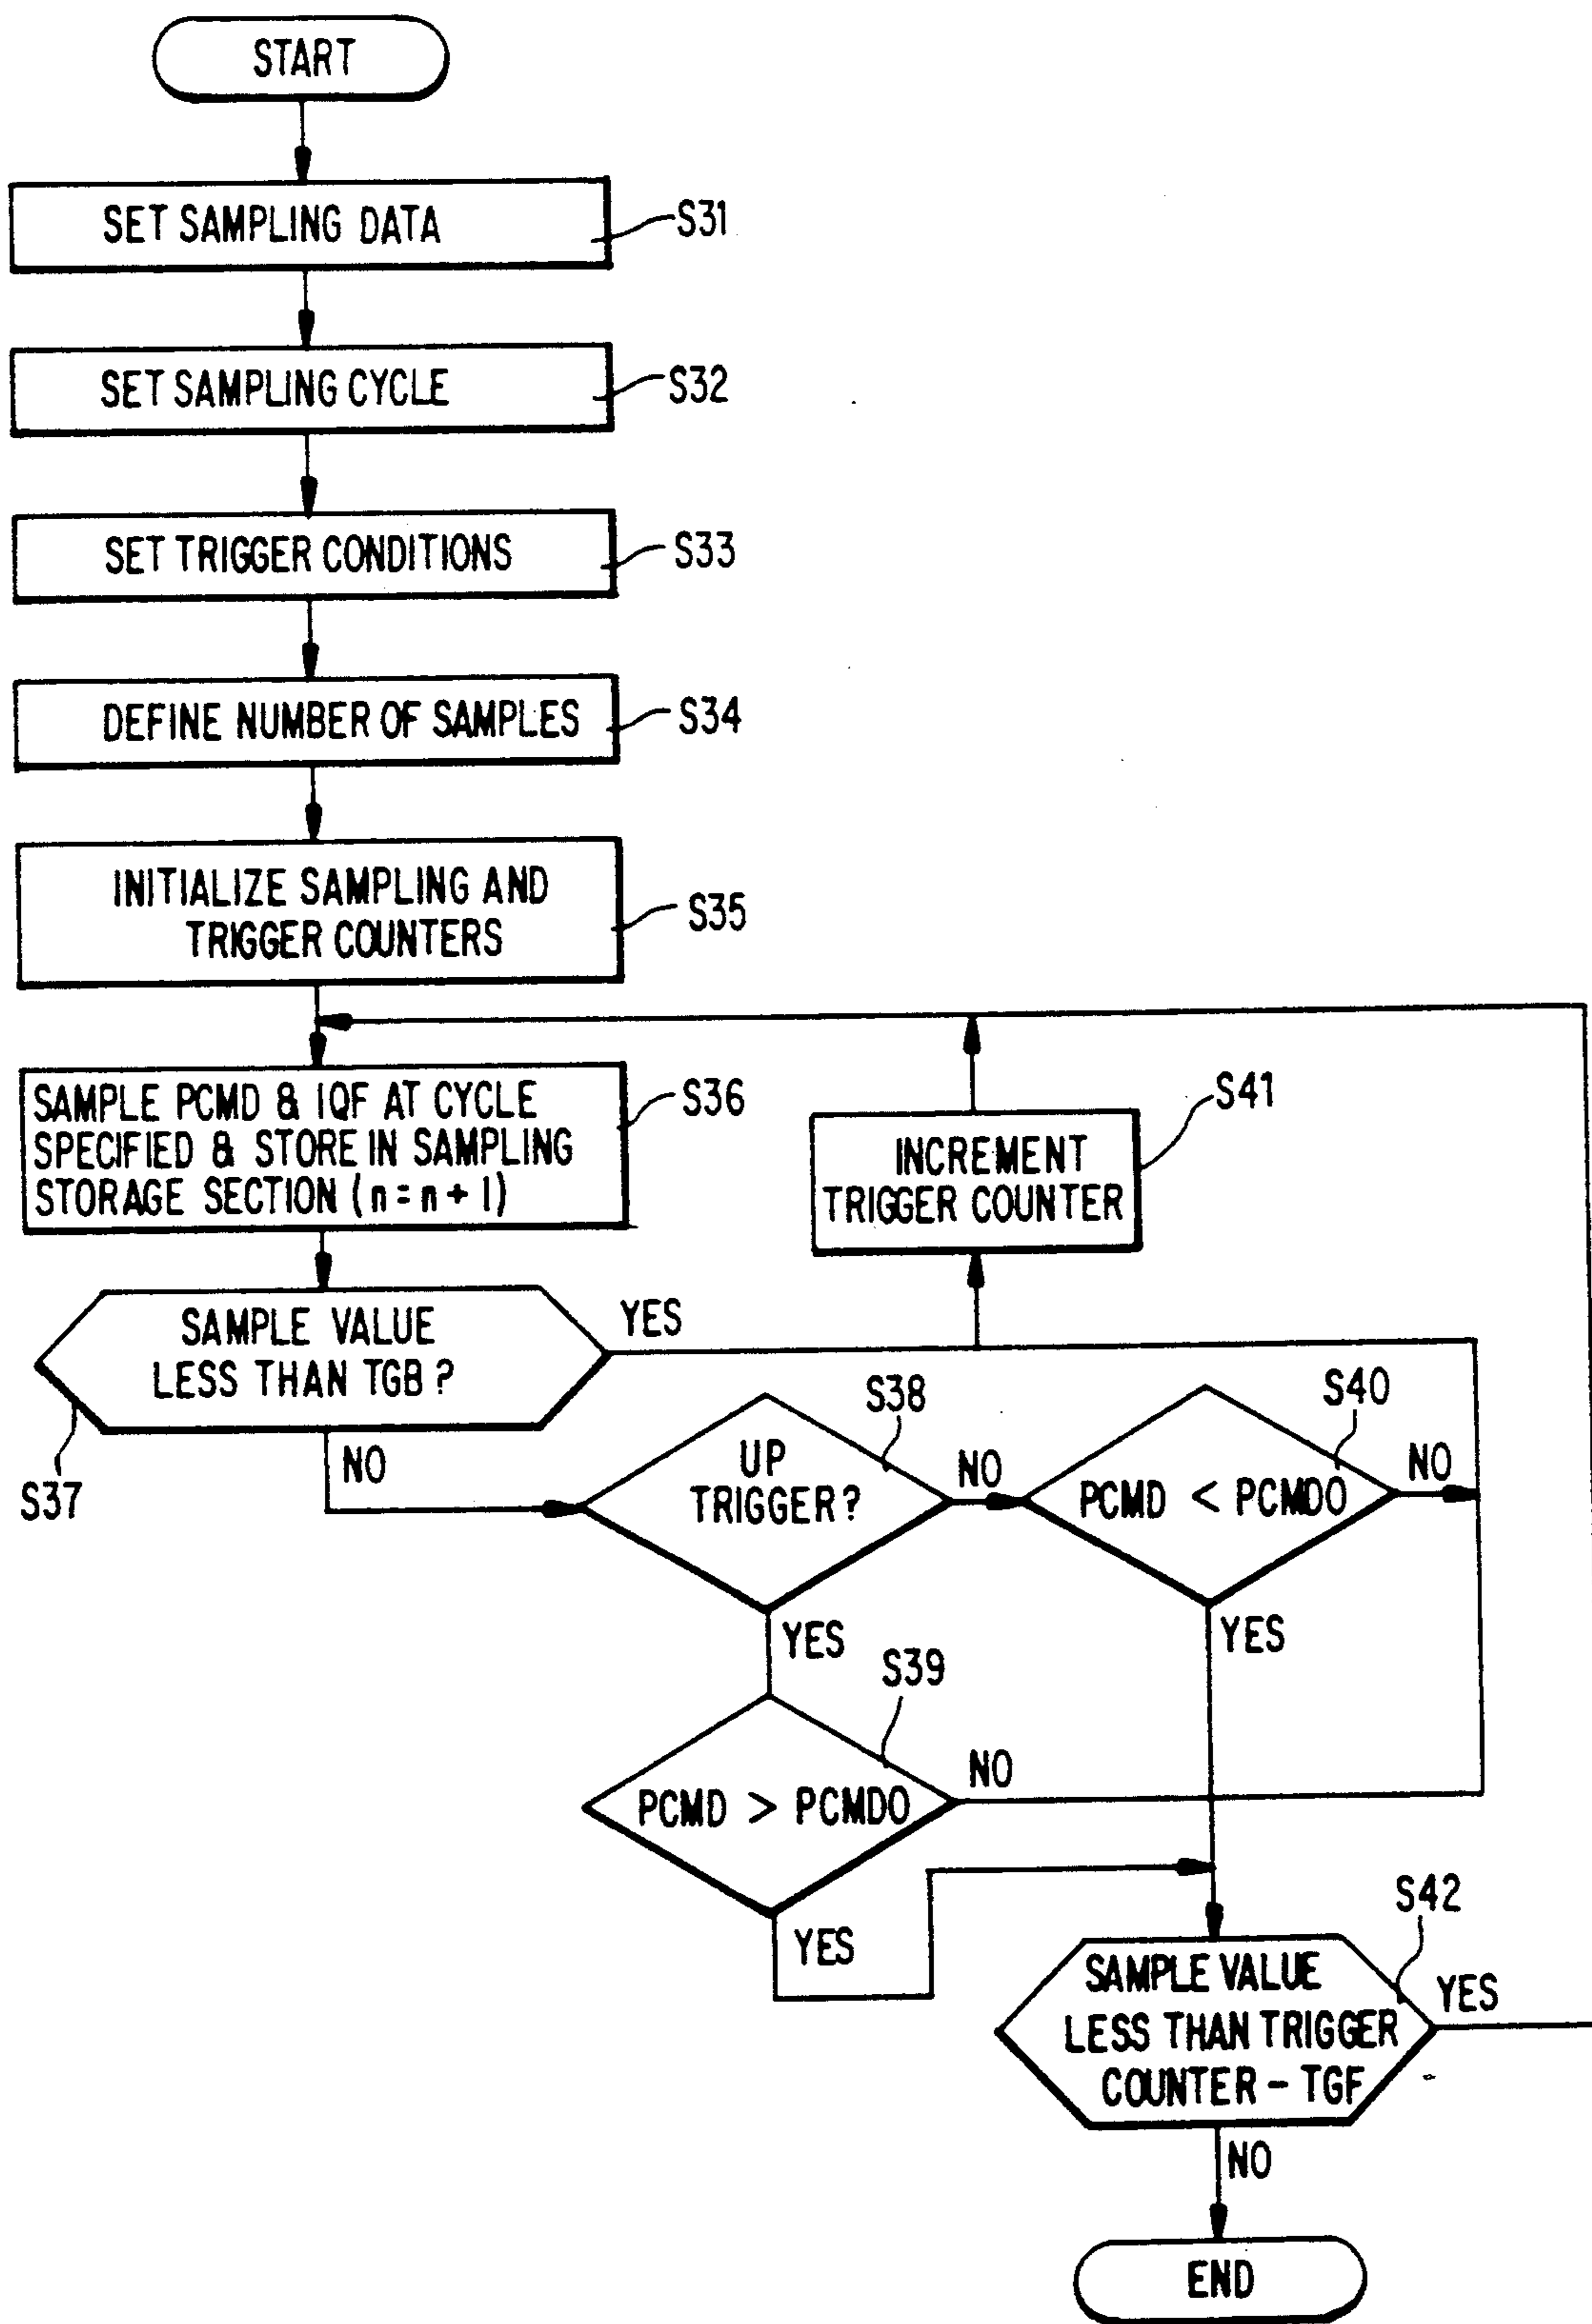 START
SET SAMPLING DATA
S31
SET SAMPLING CYCLE
S32
SET TRIGGER CONDITIONS
S33
DEFINE NUMBER OF SAMPLES
S34
INITIALIZE SAMPLING AND
TRIGGER COUNTERS
S35
SAMPLE PCMD & IQF AT CYCLE
SPECIFIED & STORE IN SAMPLING
STORAGE SECTION (n = n + 1)
S36
INCREMENT
TRIGGER COUNTER
S41
SAMPLE VALUE
LESS THAN TGB ?
YES
NO
S37
UP
TRIGGER?
S38
NO
YES
PCMD < PCMDO
S40
NO
YES
PCMD > PCMDO
S39
NO
YES
SAMPLE VALUE
LESS THAN TRIGGER
COUNTER - TGF
S42
YES
NO
END